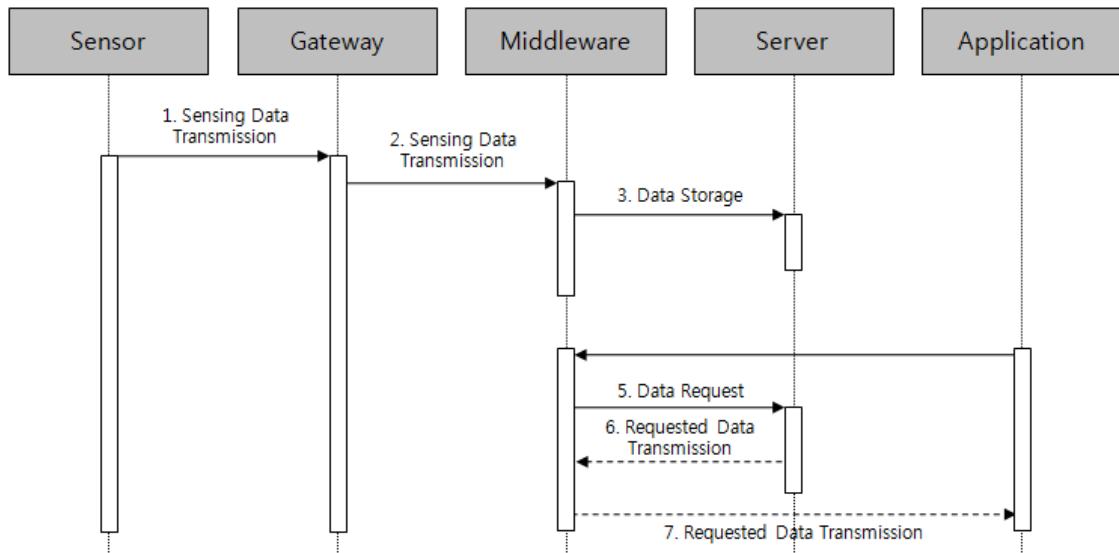 Sensor
Gateway
Middleware
Server
Application
1. Sensing Data
Transmission
2. Sensing Data
Transmission
3. Data Storage
5. Data Request
6. Requested Data
Transmission
7. Requested Data Transmission